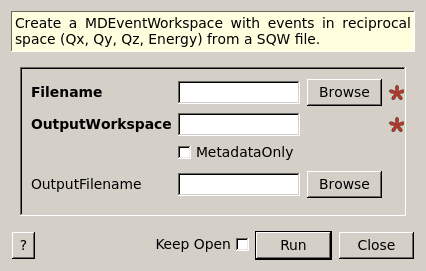 Create a MDEventWorkspace with events in reciprocal
space (Qx, Qy, Qz, Energy) from a SQW file.
Filename Browse *
OutputWorkspace *
MetadataOnly
OutputFilename Browse
? Keep Open Run Close